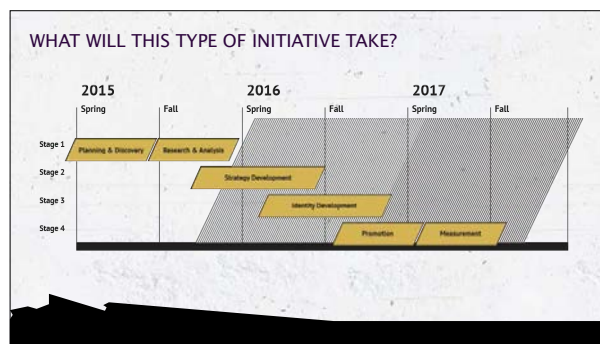 WHAT WILL THIS TYPE OF INITIATIVE TAKE?
2015 2016 2017
Spring Fall Spring Fall Spring Fall
Stage 1 Planning & Discovery Research & Analysis
Stage 2 Strategy Development
Stage 3 Identity Development
Stage 4 Promotion Measurement